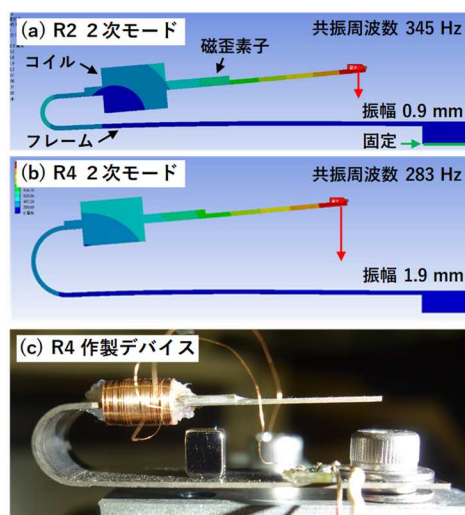 (a) R2 2次モード
共振周波数 345 Hz
コイル
磁歪素子
振幅 0.9 mm
フレーム
固定
(b) R4 2次モード
共振周波数 283 Hz
振幅 1.9 mm
(c) R4 作製デバイス